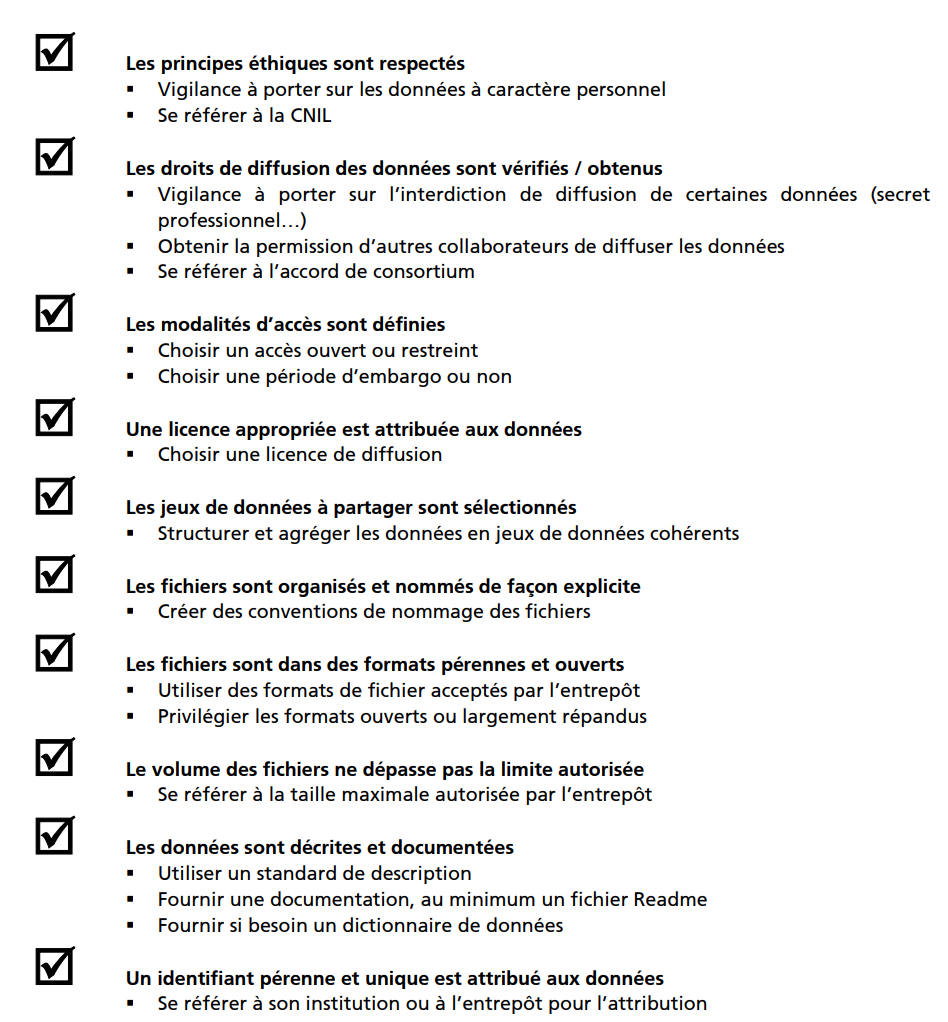 Les principes éthiques sont respectés
▪ Vigilance à porter sur les données à caractère personnel
▪ Se référer à la CNIL
Les droits de diffusion des données sont vérifiés / obtenus
▪ Vigilance à porter sur l’interdiction de diffusion de certaines données (secret
professionnel…)
▪ Obtenir la permission d’autres collaborateurs de diffuser les données
▪ Se référer à l’accord de consortium
Les modalités d’accès sont définies
▪ Choisir un accès ouvert ou restreint
▪ Choisir une période d’embargo ou non
Une licence appropriée est attribuée aux données
▪ Choisir une licence de diffusion
Les jeux de données à partager sont sélectionnés
▪ Structurer et agréger les données en jeux de données cohérents
Les fichiers sont organisés et nommés de façon explicite
▪ Créer des conventions de nommage des fichiers
Les fichiers sont dans des formats pérennes et ouverts
▪ Utiliser des formats de fichier acceptés par l’entrepôt
▪ Privilégier les formats ouverts ou largement répandus
Le volume des fichiers ne dépasse pas la limite autorisée
▪ Se référer à la taille maximale autorisée par l’entrepôt
Les données sont décrites et documentées
▪ Utiliser un standard de description
▪ Fournir une documentation, au minimum un fichier Readme
▪ Fournir si besoin un dictionnaire de données
Un identifiant pérenne et unique est attribué aux données
▪ Se référer à son institution ou à l’entrepôt pour l’attribution